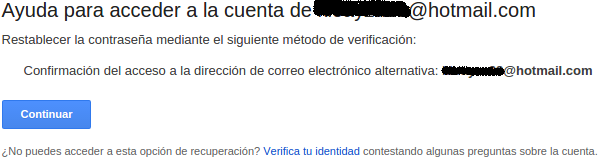 Ayuda para acceder a la cuenta de @hotmail.com
Restablecer la contraseña mediante el siguiente método de verificación:
Confirmación del acceso a la dirección de correo electrónico alternativa: @hotmail.com
Continuar
¿No puedes acceder a esta opción de recuperación? Verifica tu identidad contestando algunas preguntas sobre la cuenta.